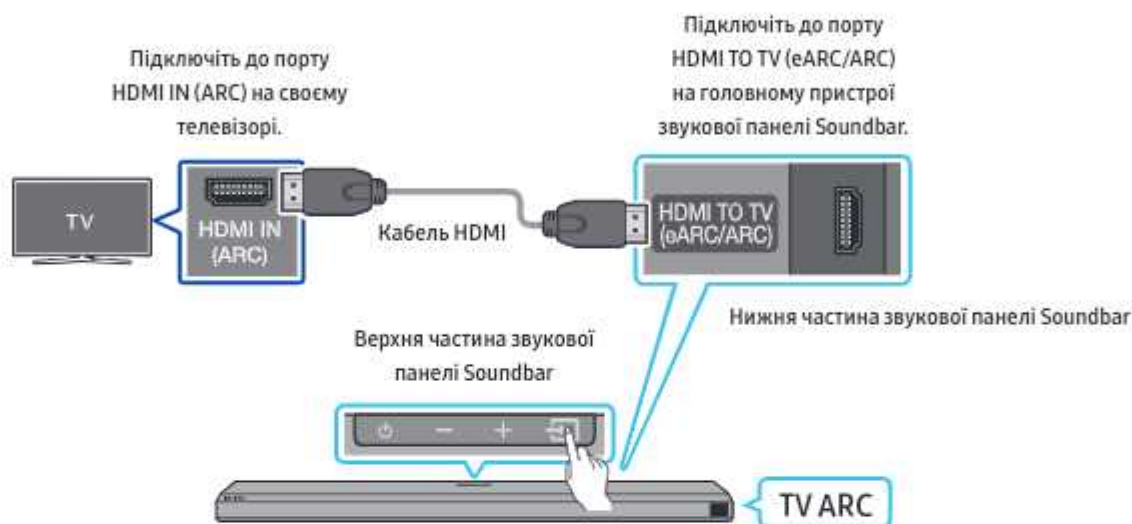 Підключіть до порту
HDMI IN (ARC) на своєму
телевізорі.
Підключіть до порту
HDMI TO TV (eARC/ARC)
на головному пристрої
звукової панелі Soundbar.
TV
HDMI IN
(ARC)
Кабель HDMI
HDMI TO TV
(eARC/ARC)
Нижня частина звукової панелі Soundbar
Верхня частина звукової
панелі Soundbar
TV ARC